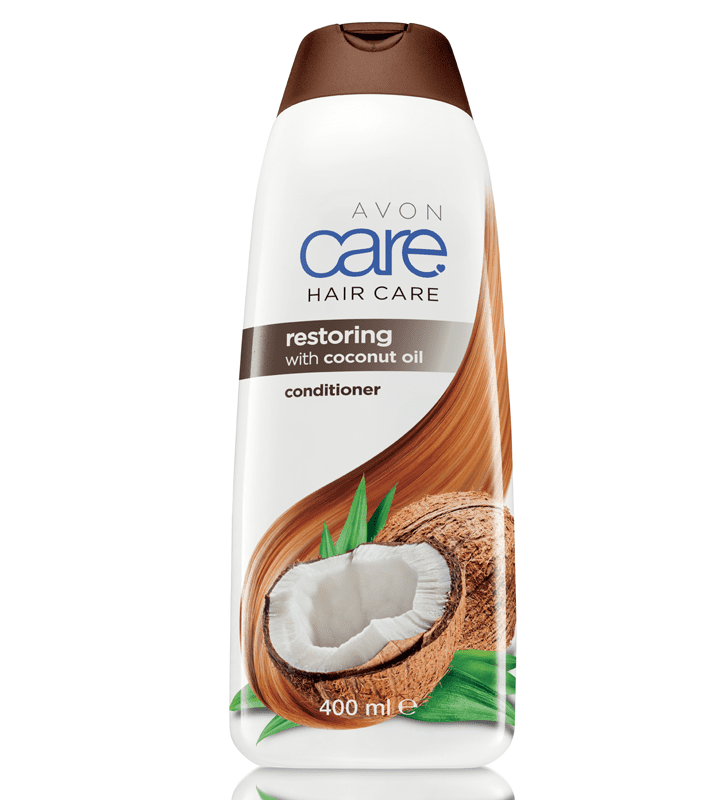 AVON
care
HAIR CARE
restoring
with coconut oil
conditioner
400 ml ℮